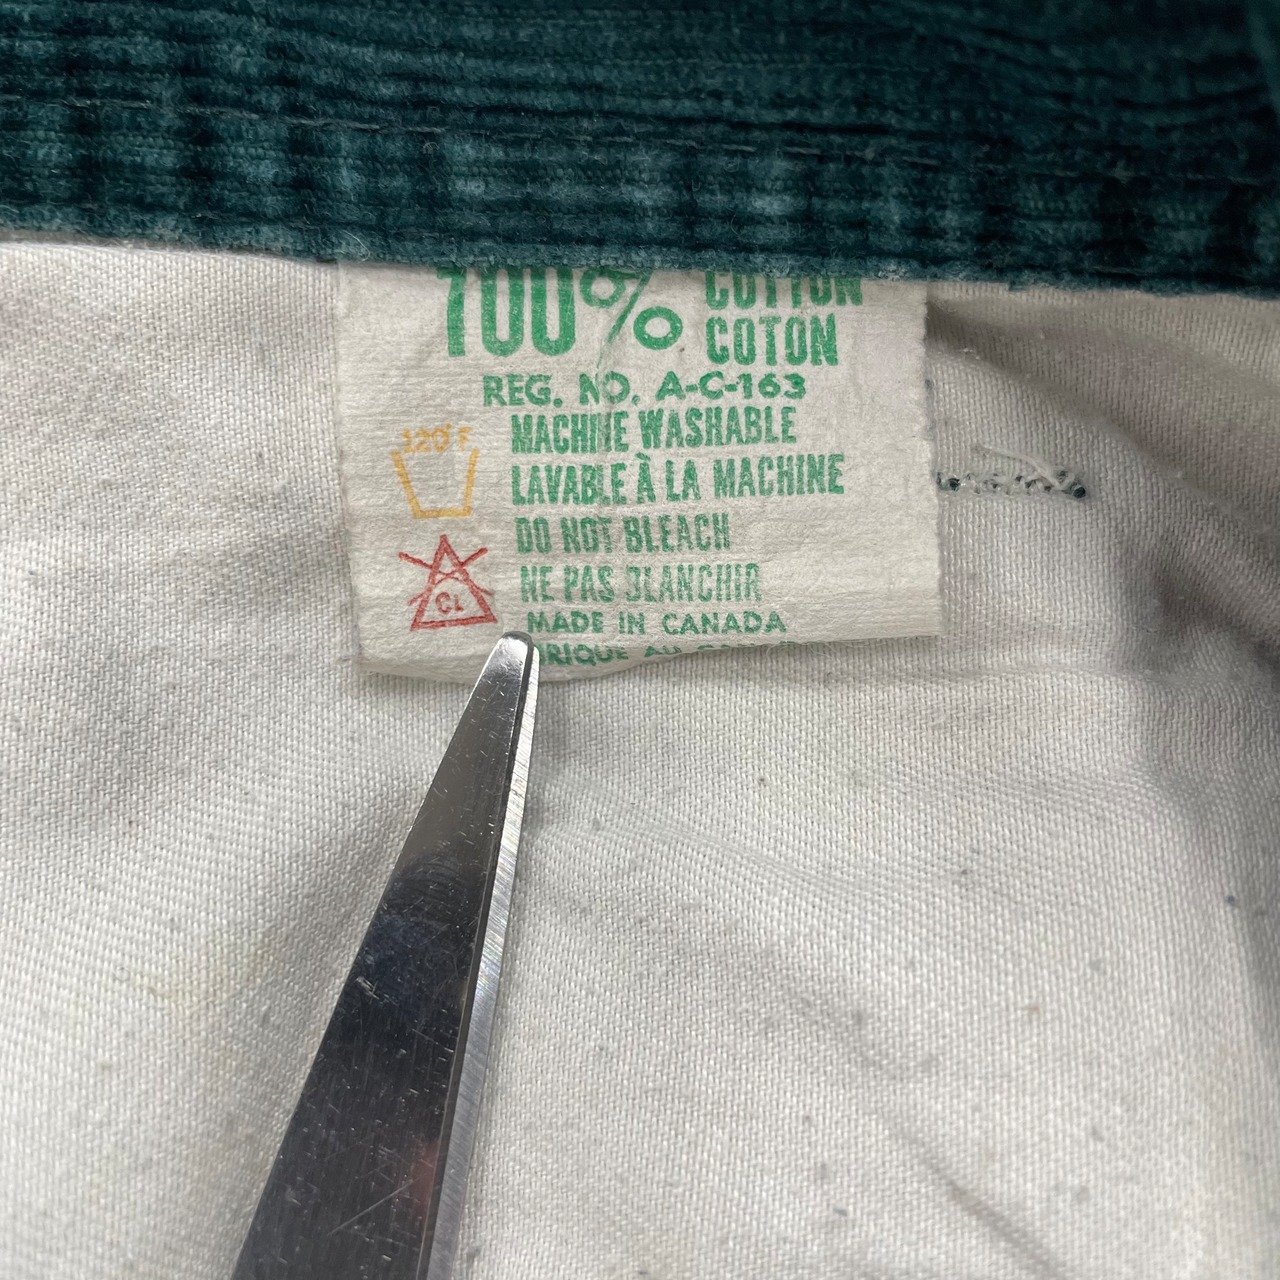 100% COTTON
COTON
REG. NO. A-C-163
120°F
MACHINE WASHABLE
LAVABLE À LA MACHINE
DO NOT BLEACH
CL
NE PAS BLANCHIR
MADE IN CANADA
AU